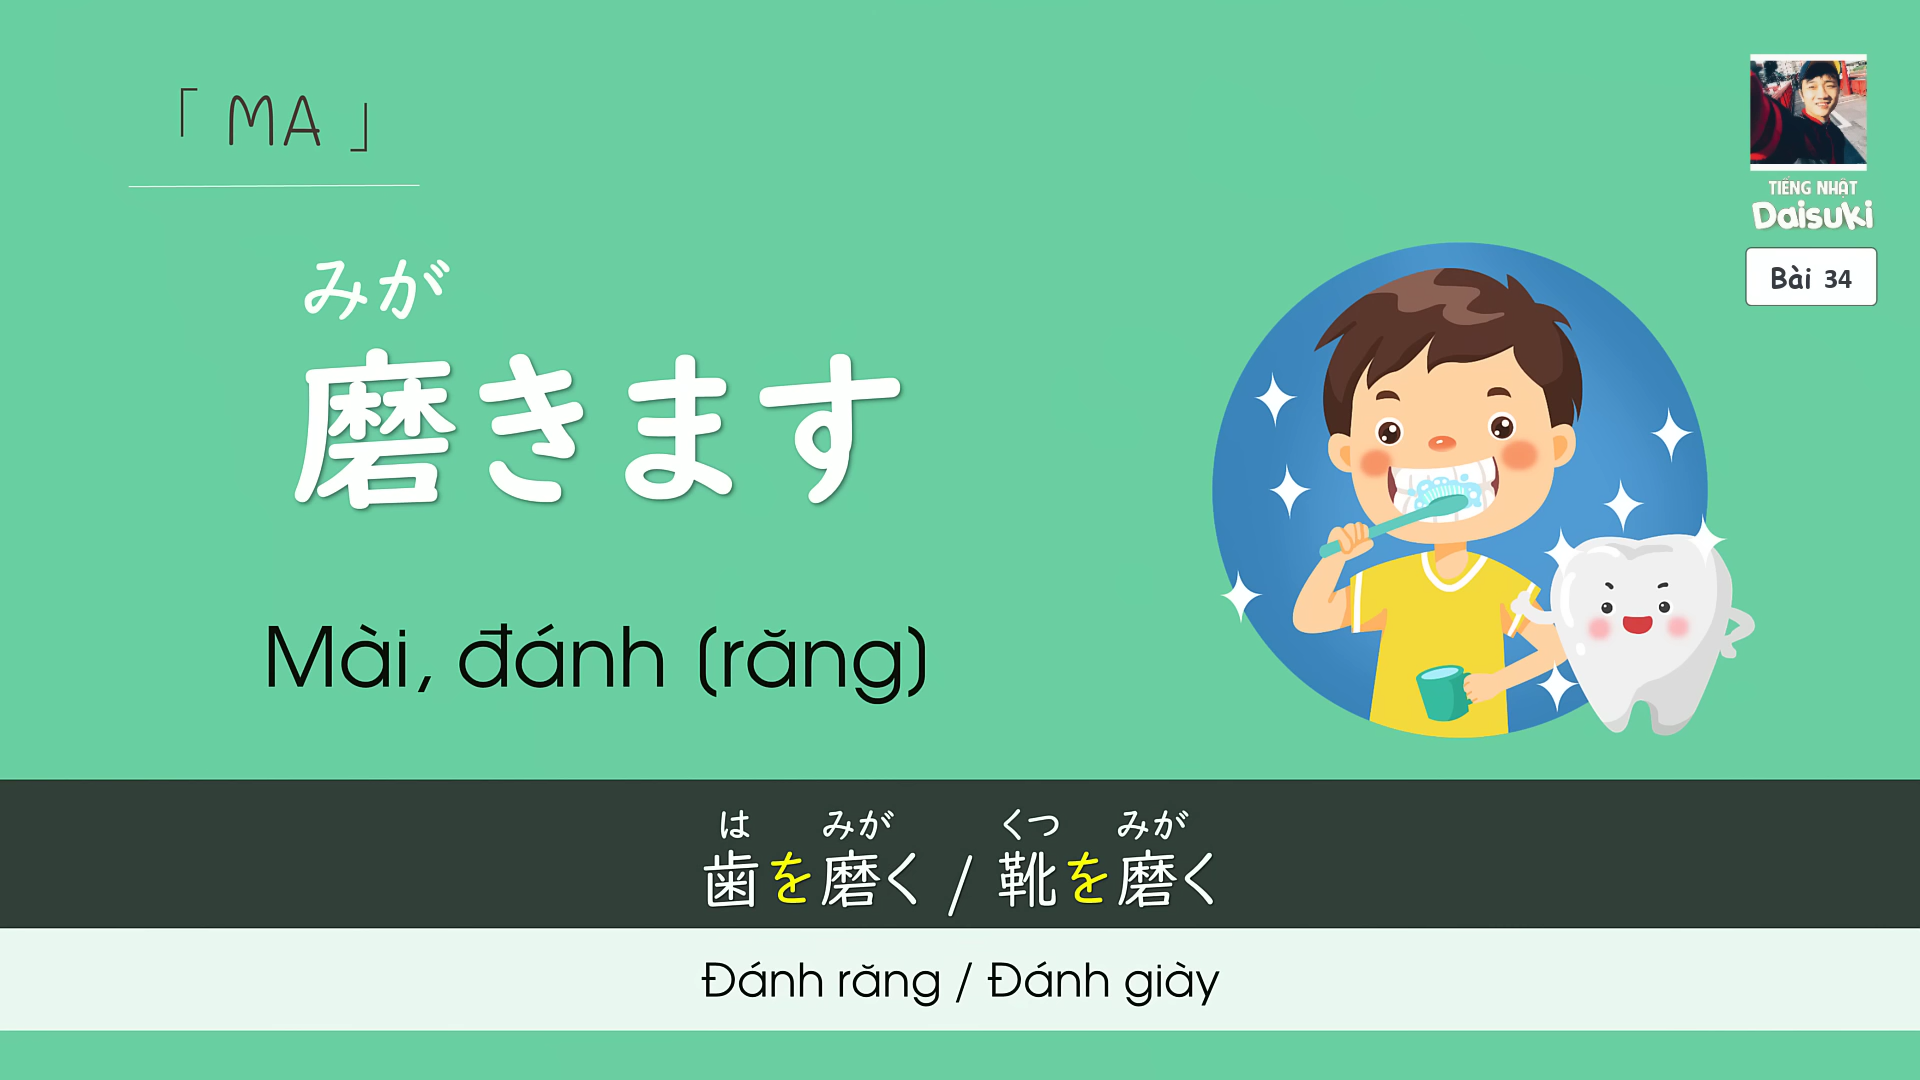 「 MA 」
TIẾNG NHẬT
Daisuki
Bài 34
みが
磨きます
Mài, đánh (răng)
は みが くつ みが
歯を磨く / 靴を磨く
Đánh răng / Đánh giày